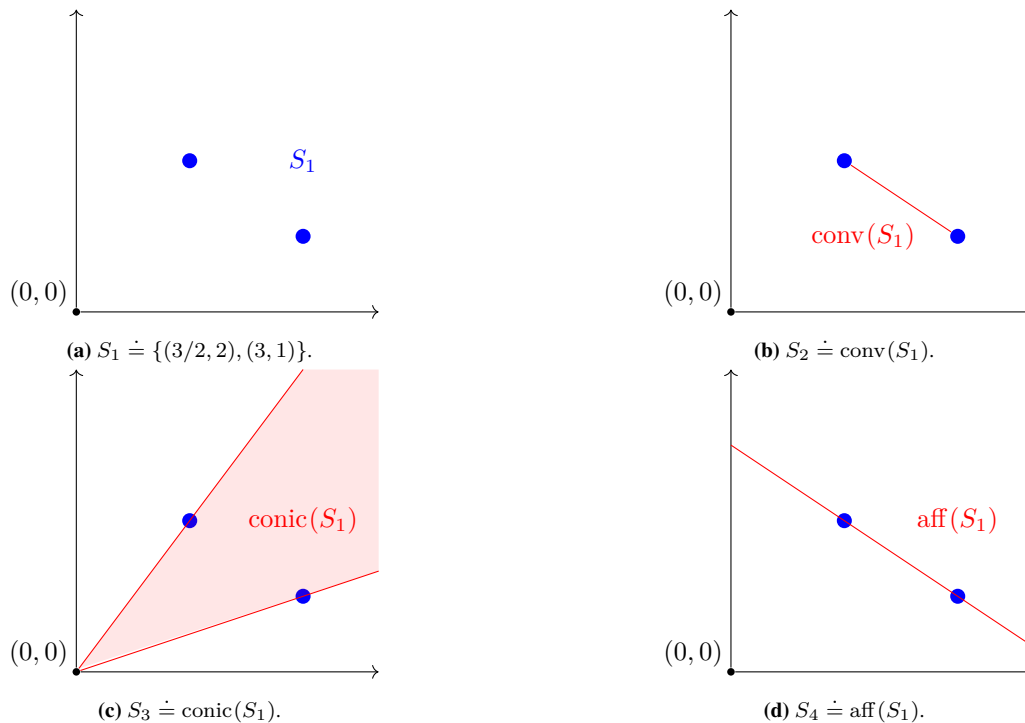 S₁
(0, 0)
(a) S₁ ≐ {(3/2, 2), (3, 1)}.
conv(S₁)
(0, 0)
(b) S₂ ≐ conv(S₁).
conic(S₁)
(0, 0)
(c) S₃ ≐ conic(S₁).
aff(S₁)
(0, 0)
(d) S₄ ≐ aff(S₁).